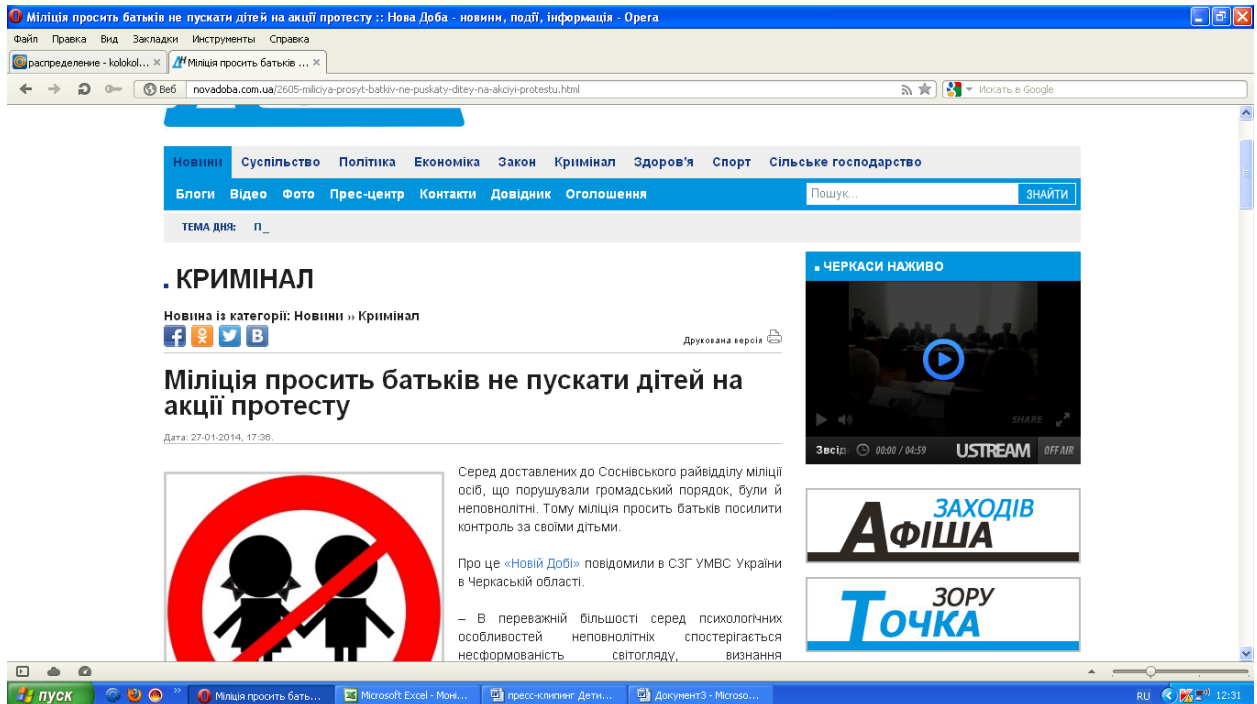 Міліція просить батьків не пускати дітей на акції протесту :: Нова Доба - новини, події, інформація - Opera
Файл Правка Вид Закладки Инструменты Справка
распределение - kolokol... Міліція просить батьків ...
Веб novadoba.com.ua/2605-miliciya-prosyt-batkiv-ne-puskaty-ditey-na-akciyi-protestu.html Искать в Google
Новини Суспільство Політика Економіка Закон Кримінал Здоров'я Спорт Сільське господарство
Блоги Відео Фото Прес-центр Контакти Довідник Оголошення Пошук... ЗНАЙТИ
ТЕМА ДНЯ: П_
КРИМІНАЛ
Новина із категорії: Новини » Кримінал
Друкована версія
Міліція просить батьків не пускати дітей на
акції протесту
Дата: 27-01-2014, 17:36.
Серед доставлених до Соснівського райвідділу міліції
осіб, що порушували громадський порядок, були й
неповнолітні. Тому міліція просить батьків посилити
контроль за своїми дітьми.
Про це «Новій Добі» повідомили в СЗГ УМВС України
в Черкаській області.
– В переважній більшості серед психологічних
особливостей неповнолітніх спостерігається
несформованість світогляду, визнання
ЧЕРКАСИ НАЖИВО
SHARE
Звсід 00:00 / 04:59 USTREAM OFF AIR
АФІША ЗАХОДІВ
ТОЧКА ЗОРУ
пуск Міліція просить бать... Microsoft Excel - Моні... пресс-клипинг Дети... Документ3 - Microso... RU 12:31